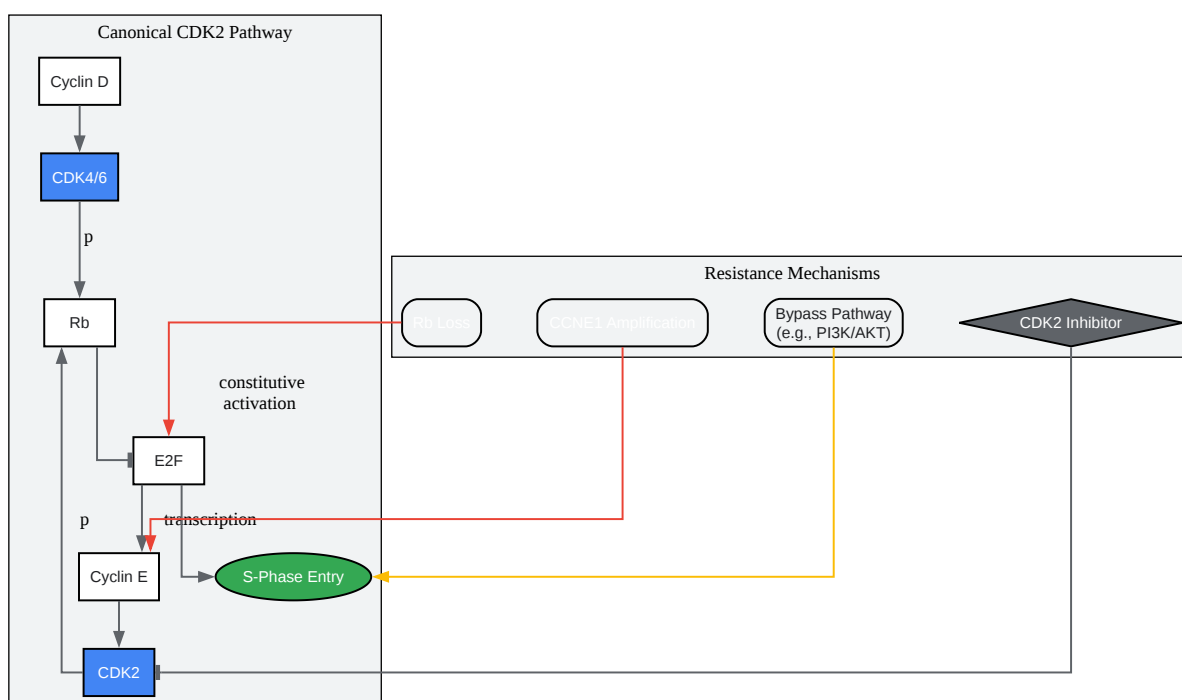 Canonical CDK2 Pathway
Cyclin D
CDK4/6
p
Resistance Mechanisms
Rb
Rb Loss
CCNE1 Amplification
Bypass Pathway
(e.g., PI3K/AKT)
CDK2 Inhibitor
constitutive
activation
E2F
p
transcription
Cyclin E
S-Phase Entry
CDK2